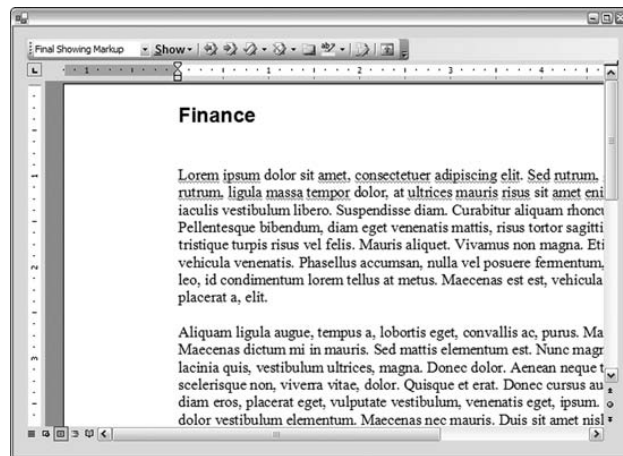 Final Showing Markup Show
1 1 2 3 4
Finance
Lorem ipsum dolor sit amet, consectetuer adipiscing elit. Sed rutrum,
rutrum, ligula massa tempor dolor, at ultrices mauris risus sit amet eni
iaculis vestibulum libero. Suspendisse diam. Curabitur aliquam rhoncu
Pellentesque bibendum, diam eget venenatis mattis, risus tortor sagitti
tristique turpis risus vel felis. Mauris aliquet. Vivamus non magna. Eti
vehicula venenatis. Phasellus accumsan, nulla vel posuere fermentum,
leo, id condimentum lorem tellus at metus. Maecenas est est, vehicula
placerat a, elit.
Aliquam ligula augue, tempus a, lobortis eget, convallis ac, purus. Ma
Maecenas dictum mi in mauris. Sed mattis elementum est. Nunc magr
lacinia quis, vestibulum ultrices, magna. Donec dolor. Aenean neque t
scelerisque non, viverra vitae, dolor. Quisque et erat. Donec cursus au
diam eros, placerat eget, vulputate vestibulum, venenatis eget, ipsum.
dolor vestibulum elementum. Maecenas nec mauris. Duis sit amet nisl